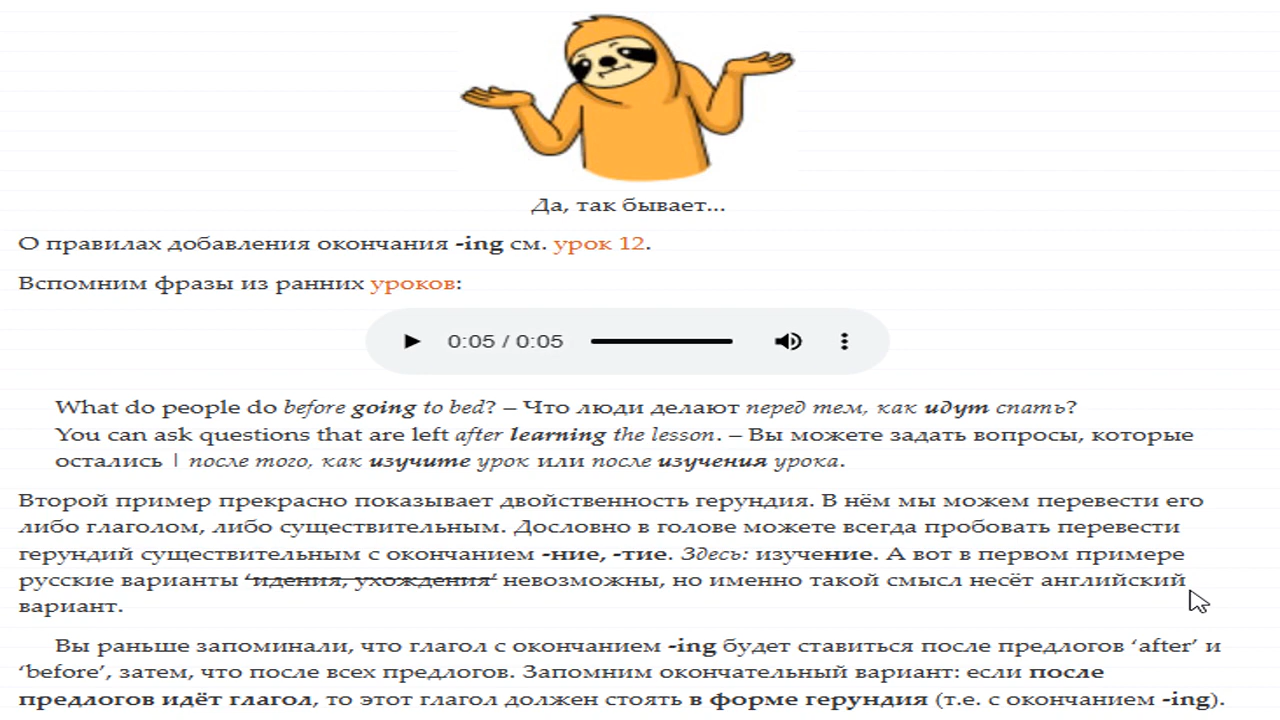 Да, так бывает...
О правилах добавления окончания -ing см. урок 12.
Вспомним фразы из ранних уроков:
0:05 / 0:05
What do people do before going to bed? – Что люди делают перед тем, как идут спать?
You can ask questions that are left after learning the lesson. – Вы можете задать вопросы, которые
остались | после того, как изучите урок или после изучения урока.
Второй пример прекрасно показывает двойственность герундия. В нём мы можем перевести его
либо глаголом, либо существительным. Дословно в голове можете всегда пробовать перевести
герундий существительным с окончанием -ние, -тие. Здесь: изучение. А вот в первом примере
русские варианты ‘идения, ухождения’ невозможны, но именно такой смысл несёт английский
вариант.
Вы раньше запоминали, что глагол с окончанием -ing будет ставиться после предлогов ‘after’ и
‘before’, затем, что после всех предлогов. Запомним окончательный вариант: если после
предлогов идёт глагол, то этот глагол должен стоять в форме герундия (т.е. с окончанием -ing).